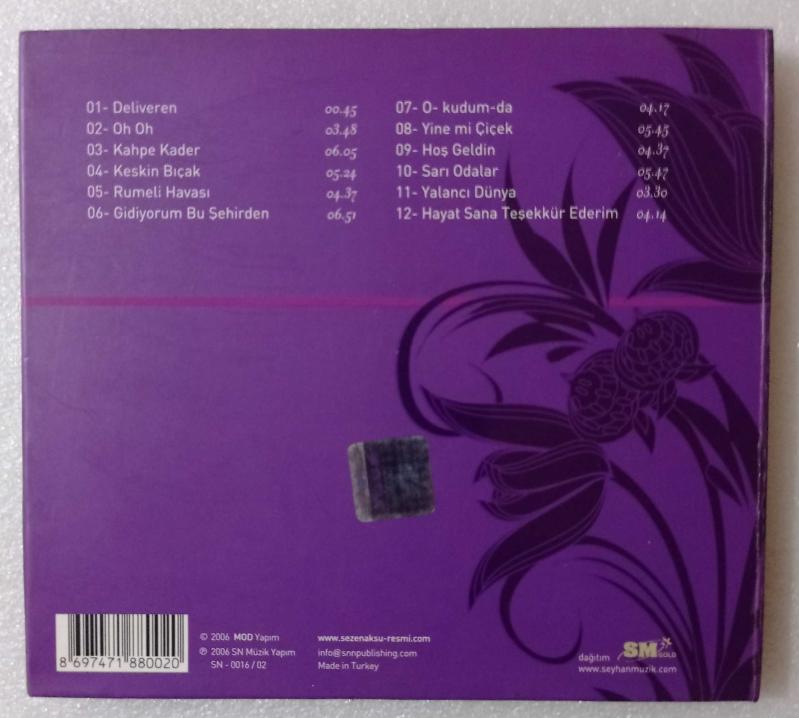 01- Deliveren 00.45
02- Oh Oh 03.48
03- Kahpe Kader 06.05
04- Keskin Bıçak 05.24
05- Rumeli Havası 04.37
06- Gidiyorum Bu Şehirden 06.51
07- O- kudum-da 04.17
08- Yine mi Çiçek 05.45
09- Hoş Geldin 04.37
10- Sarı Odalar 05.47
11- Yalancı Dünya 03.30
12- Hayat Sana Teşekkür Ederim 04.14
8 697471 880020
© 2006 MOD Yapım
℗ 2006 SN Müzik Yapım
SN - 0016 / 02
www.sezenaksu-resmi.com
info@snnpublishing.com
Made in Turkey
dağıtım SM GOLD
www.seyhanmuzik.com